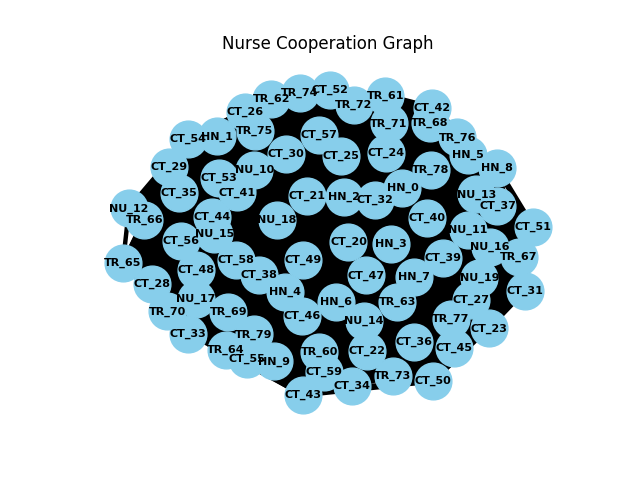 Nurse Cooperation Graph
TR_74
CT_52
TR_62
TR_61
TR_72
CT_42
CT_26
TR_71
TR_68
TR_75
CT_57
HN_1
CT_54
TR_76
CT_24
CT_30
CT_25
HN_5
CT_29
NU_10
TR_78
HN_8
CT_53
HN_0
CT_35
CT_41
NU_13
CT_21
HN_2
CT_32
CT_37
NU_12
CT_44
CT_40
TR_66
NU_18
CT_51
NU_11
NU_15
CT_56
CT_20
HN_3
NU_16
TR_67
CT_39
CT_58
CT_49
TR_65
CT_48
CT_38
CT_47
HN_7
NU_19
CT_28
CT_31
HN_4
NU_17
CT_27
HN_6
TR_63
TR_70
TR_69
CT_46
NU_14
TR_77
CT_23
CT_33
TR_79
CT_36
CT_45
TR_64
TR_60
CT_22
CT_55
HN_9
CT_59
TR_73
CT_50
CT_34
CT_43